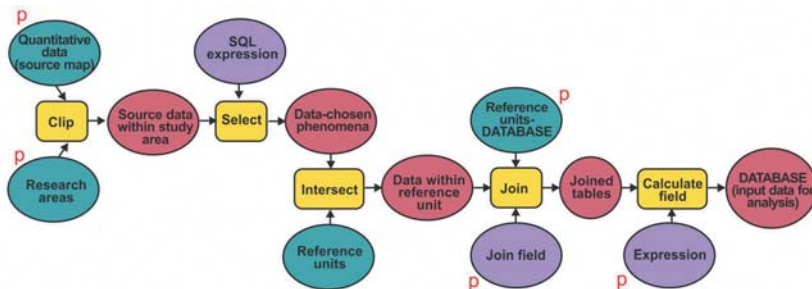 p
Quantitative
data
(source map)
SQL
expression
Clip
Source data
within study
area
Select
Data-chosen
phenomena
Reference
units-
DATABASE
p
p
Research
areas
Intersect
Data within
reference
unit
Join
Joined
tables
Calculate
field
DATABASE
(input data for
analysis)
Reference
units
Join field
p
Expression
p